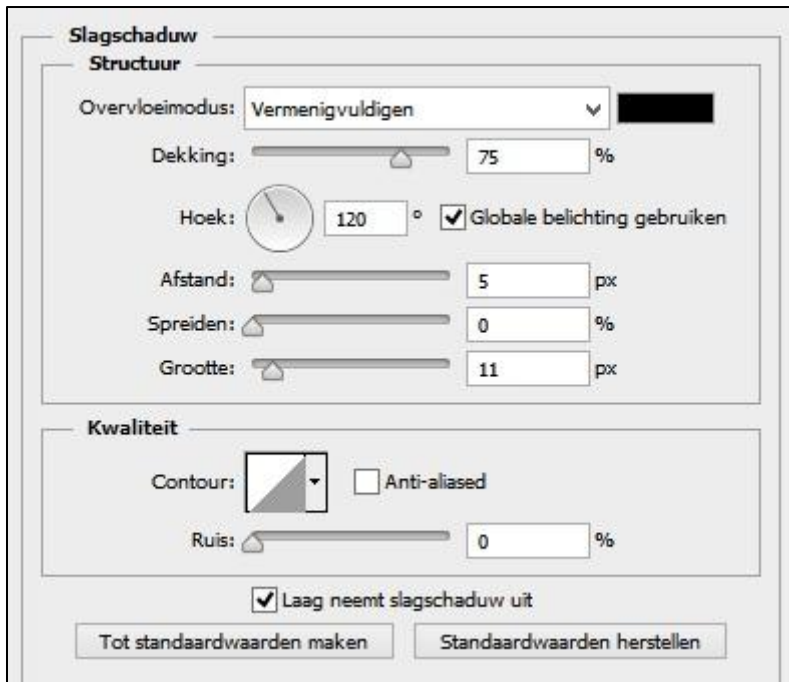 Slagschaduw
Structuur
Overvloeimodus: Vermenigvuldigen
Dekking: 75 %
Hoek: 120 ° Globale belichting gebruiken
Afstand: 5 px
Spreiden: 0 %
Grootte: 11 px
Kwaliteit
Contour: Anti-aliased
Ruis: 0 %
Laag neemt slagschaduw uit
Tot standaardwaarden maken Standaardwaarden herstellen